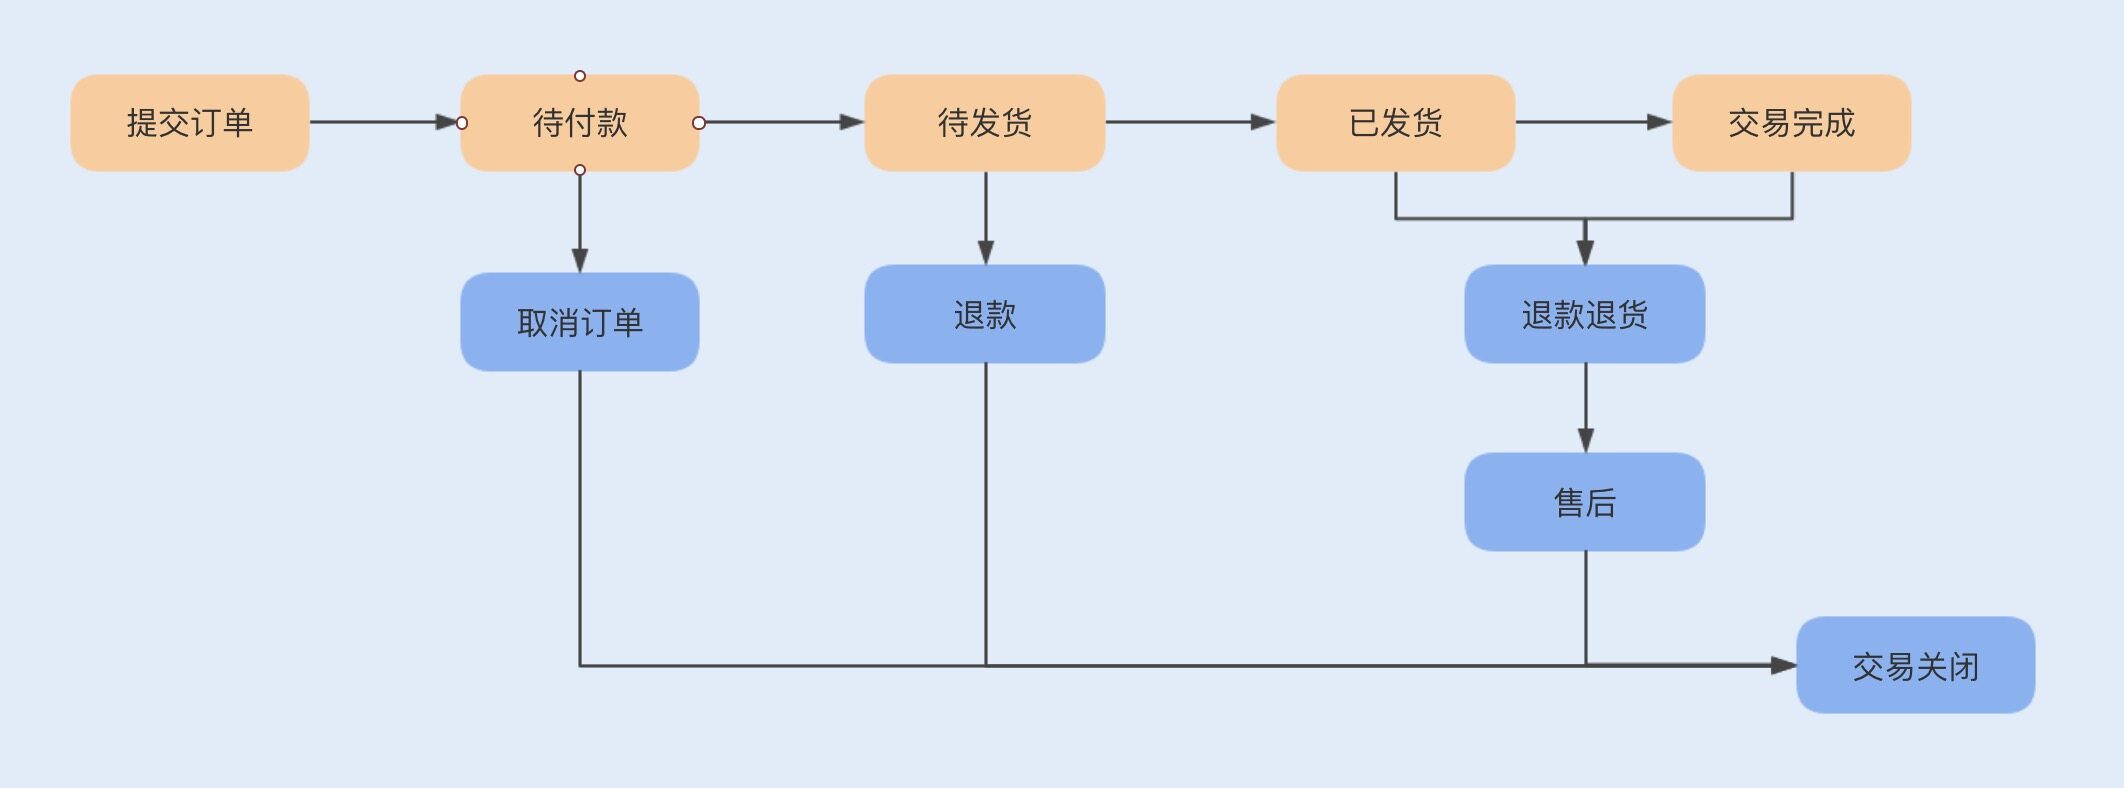 提交订单
待付款
待发货
已发货
交易完成
取消订单
退款
退款退货
售后
交易关闭